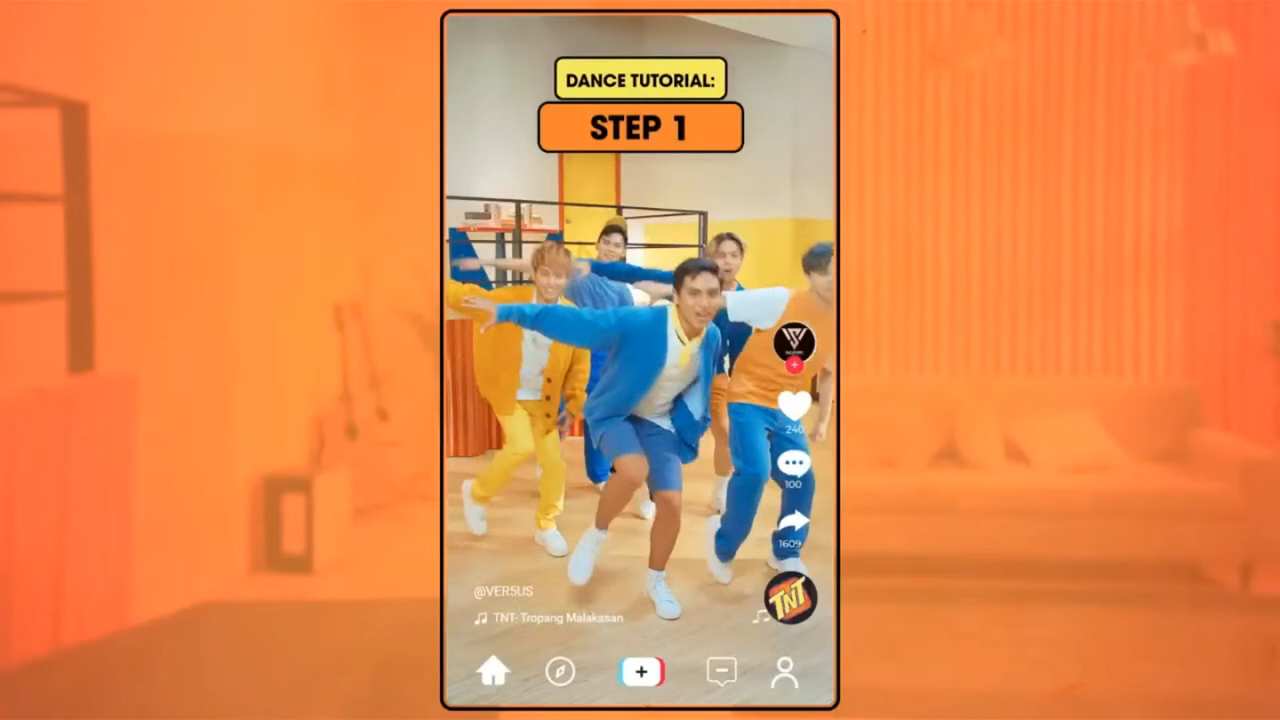 DANCE TUTORIAL:
STEP 1
240
100
1609
@VER5US
TNT- Tropang Malakasan
TNT